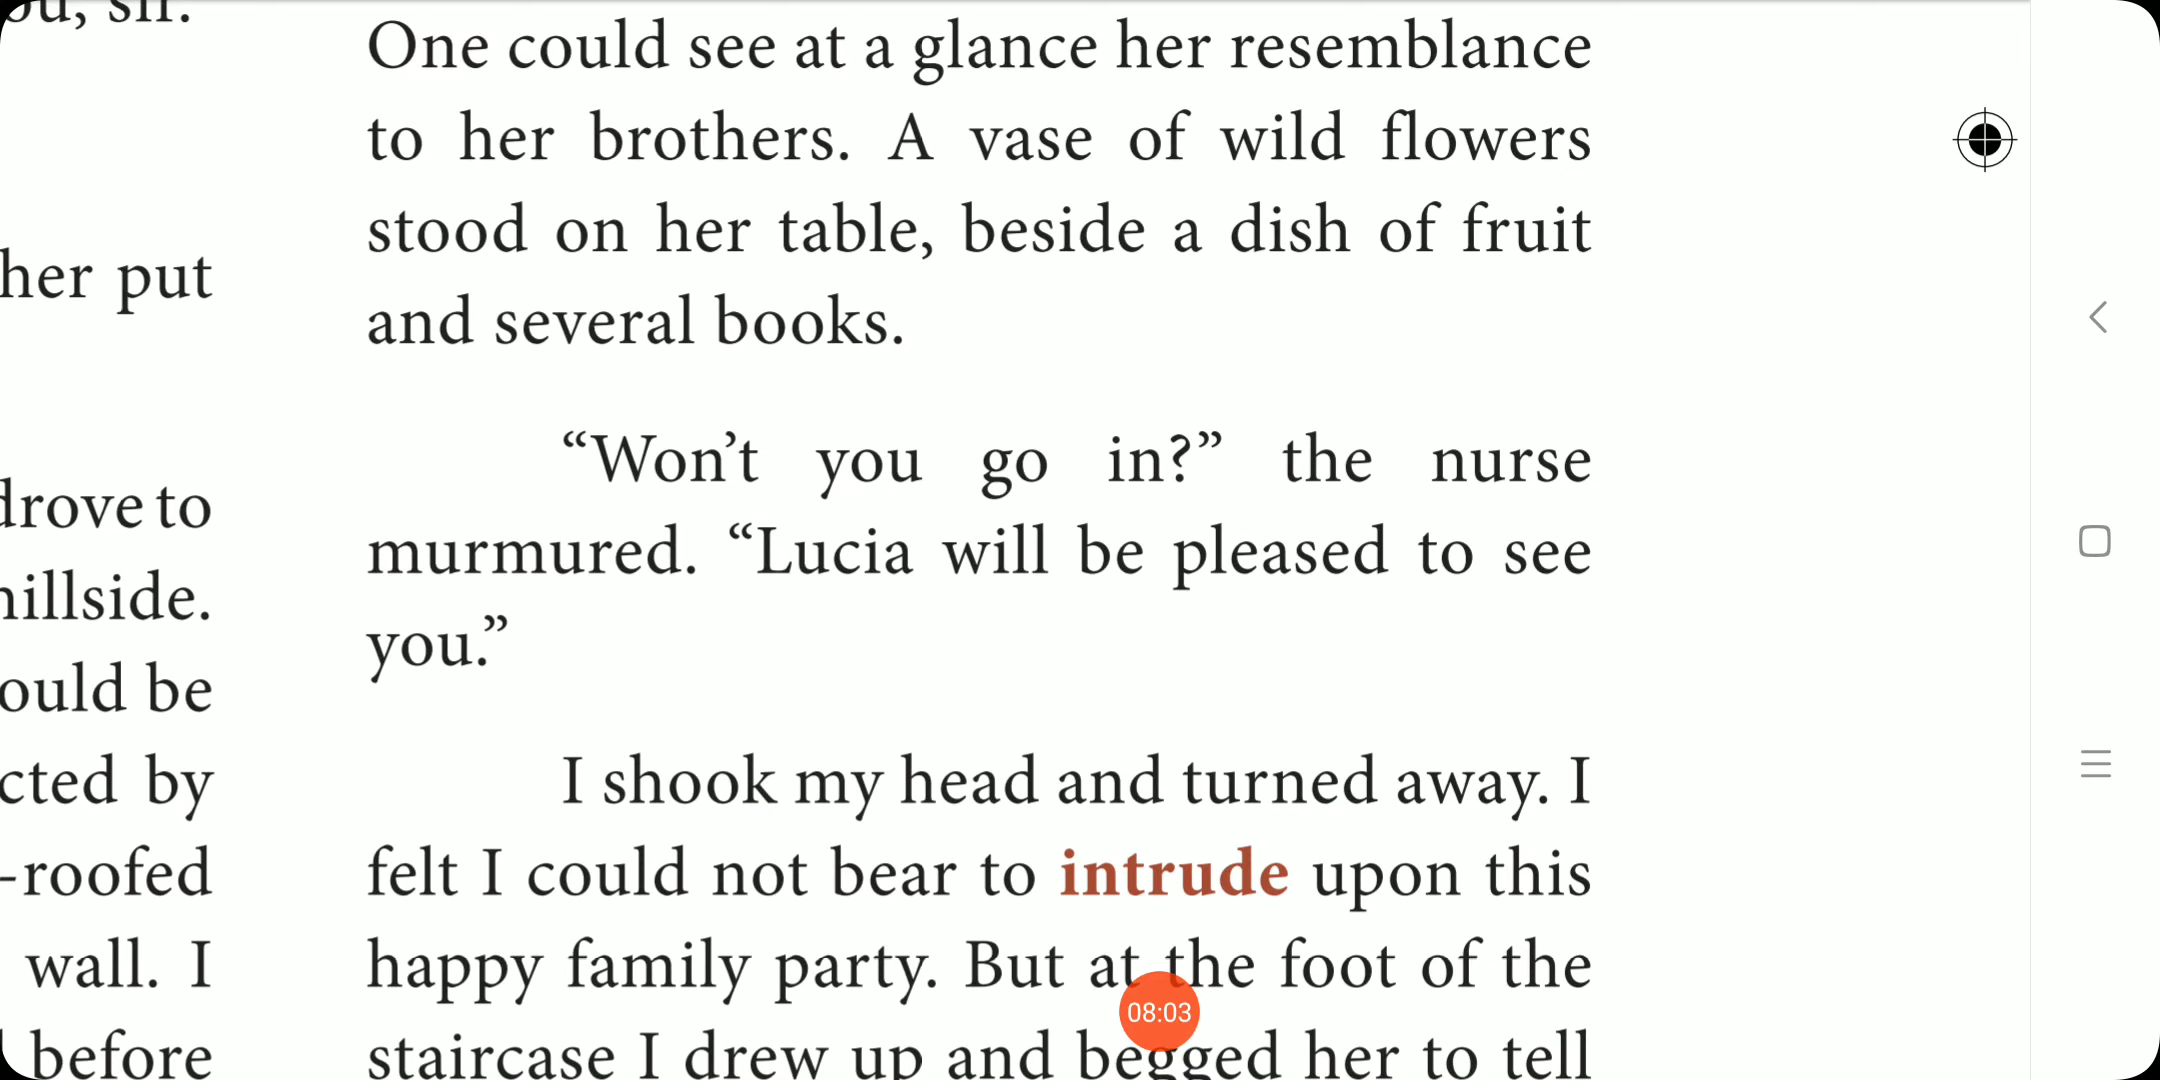 ou, sir.
her put
drove to
hillside.
ould be
cted by
-roofed
wall. I
before
One could see at a glance her resemblance
to her brothers. A vase of wild flowers
stood on her table, beside a dish of fruit
and several books.
“Won’t you go in?” the nurse
murmured. “Lucia will be pleased to see
you.”
I shook my head and turned away. I
felt I could not bear to intrude upon this
happy family party. But at the foot of the
staircase I drew up and begged her to tell
08:03